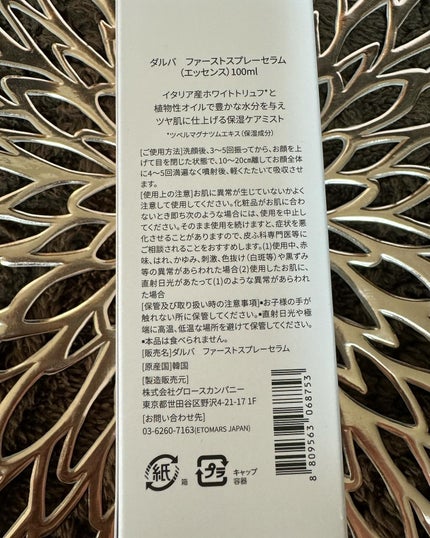 ダルバ　ファーストスプレーセラム
（エッセンス）100ml
イタリア産ホワイトトリュフ*と
植物性オイルで豊かな水分を与え
ツヤ肌に仕上げる保湿ケアミスト
*ツベルマグナツムエキス（保湿成分）
[ご使用方法]洗顔後、3～5回振ってから、お顔を上
げて目を閉じた状態で、10～20㎝離してお顔全体
に4～5回満遍なく噴射後、軽くたたいて吸収させ
ます。
[使用上の注意]お肌に異常が生じていないかよく
注意して使用してください。化粧品がお肌に合わ
ないとき即ち次のような場合には、使用を中止し
てください。そのまま使用を続けますと、症状を悪
化させることがありますので、皮ふ科専門医等に
ご相談されることをおすすめします。(1)使用中、赤
味、はれ、かゆみ、刺激、色抜け(白斑等)や黒ずみ
等の異常があらわれた場合(2)使用したお肌に、
直射日光があたって(1)のような異常があらわれ
た場合
[保管及び取り扱い時の注意事項]•お子様の手が
触れない所に保管してください。•直射日光や極
端に高温、低温な場所を避けて保管してください。
•本品は食べられません。
[販売名]ダルバ　ファーストスプレーセラム
[原産国]韓国
[製造販売元]
株式会社グロースカンパニー
東京都世田谷区野沢4-21-17 1F
[お問い合わせ先]
03-6260-7163(ETOMARS JAPAN)
紙 箱
プラ キャップ
容器
8 809563 068753